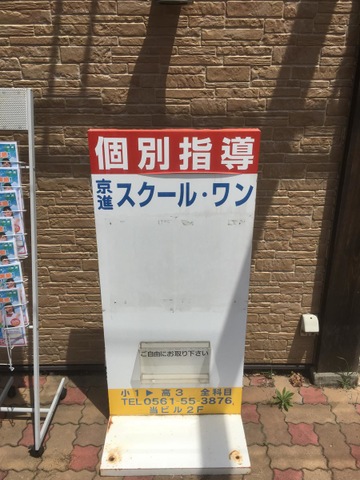 個別指導
京進 スクール・ワン
ご自由にお取り下さい
小1▶高3 全科目
TEL0561-55-3876
当ビル2F